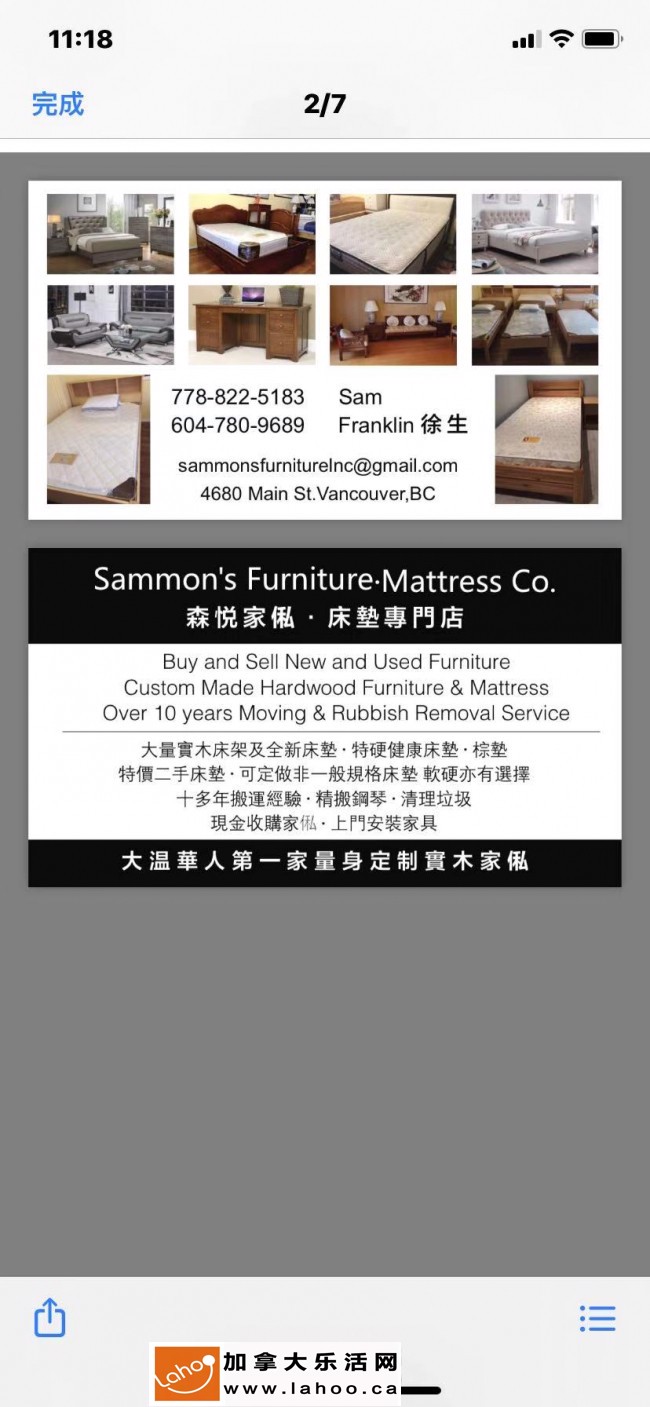 11:18
完成
2/7
778-822-5183 Sam
604-780-9689 Franklin 徐生
sammonsfurnitureInc@gmail.com
4680 Main St.Vancouver,BC
Sammon's Furniture·Mattress Co.
森悦家俬·床墊專門店
Buy and Sell New and Used Furniture
Custom Made Hardwood Furniture & Mattress
Over 10 years Moving & Rubbish Removal Service
大量實木床架及全新床墊·特硬健康床墊·棕墊
特價二手床墊·可定做非一般規格床墊 軟硬亦有選擇
十多年搬運經驗·精搬鋼琴·清理垃圾
現金收購家俬·上門安裝家具
大温華人第一家量身定制實木家俬
Lahoo
加拿大乐活网
www.lahoo.ca